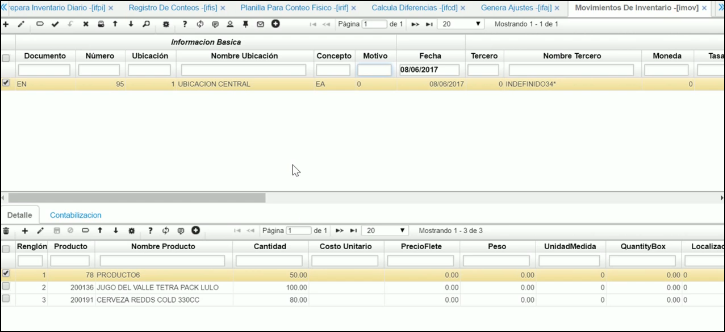 epara Inventario Diario -[ifpi] × Registro De Conteos -[ifis] × Planilla Para Conteo Fisico -[irif] × Calcula Diferencias -[ifcd] × Genera Ajustes -[ifaj] × Movimientos De Inventario -[imov] ×
Página 1 de 1 20 Mostrando 1 - 1 de 1
Informacion Basica
Documento Número Ubicación Nombre Ubicación Concepto Motivo Fecha Tercero Nombre Tercero Moneda Tasa
08/06/2017
EN 95 1 UBICACION CENTRAL EA 0 08/06/2017 0 INDEFINIDO34* 0
Detalle Contabilizacion
Página 1 de 1 20 Mostrando 1 - 3 de 3
Renglón Producto Nombre Producto Cantidad Costo Unitario PrecioFlete Peso UnidadMedida QuantityBox Localizac
1 78 PRODUCTO6 50.00 0.00 0.00 0 0.00 0
2 200136 JUGO DEL VALLE TETRA PACK LULO 100.00 0.00 0.00 0 0.00 0
3 200191 CERVEZA REDDS COLD 330CC 80.00 0.00 0.00 0 0.00 0